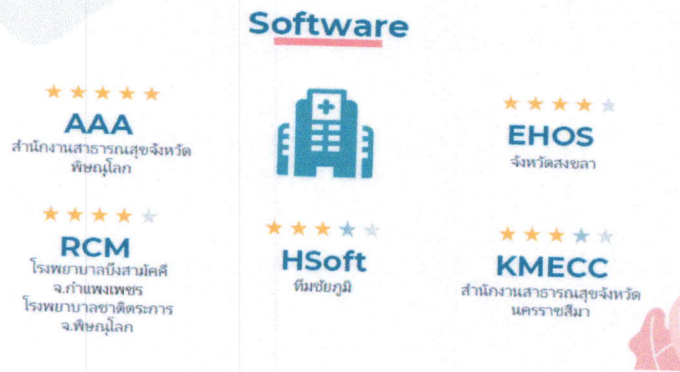 Software
AAA
สำนักงานสาธารณสุขจังหวัด
พิษณุโลก
EHOS
จังหวัดสงขลา
RCM
โรงพยาบาลบึงสามัคคี
จ.กำแพงเพชร
โรงพยาบาลชาติตระการ
จ.พิษณุโลก
HSoft
ทีมชัยภูมิ
KMECC
สำนักงานสาธารณสุขจังหวัด
นครราชสีมา